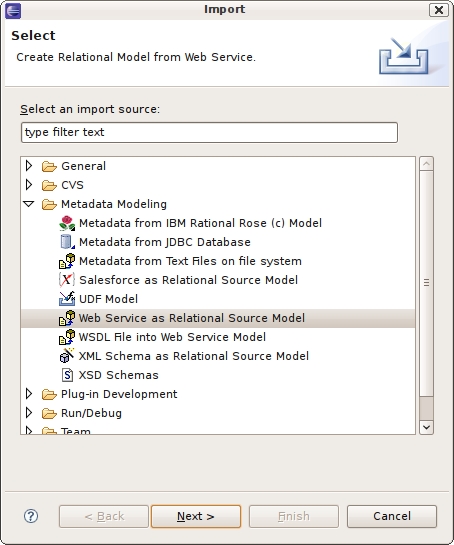 Import
Select
Create Relational Model from Web Service.
Select an import source:
type filter text
General
CVS
Metadata Modeling
Metadata from IBM Rational Rose (c) Model
Metadata from JDBC Database
Metadata from Text Files on file system
Salesforce as Relational Source Model
UDF Model
Web Service as Relational Source Model
WSDL File into Web Service Model
XML Schema as Relational Source Model
XSD Schemas
Plug-in Development
Run/Debug
Team
< Back Next > Finish Cancel